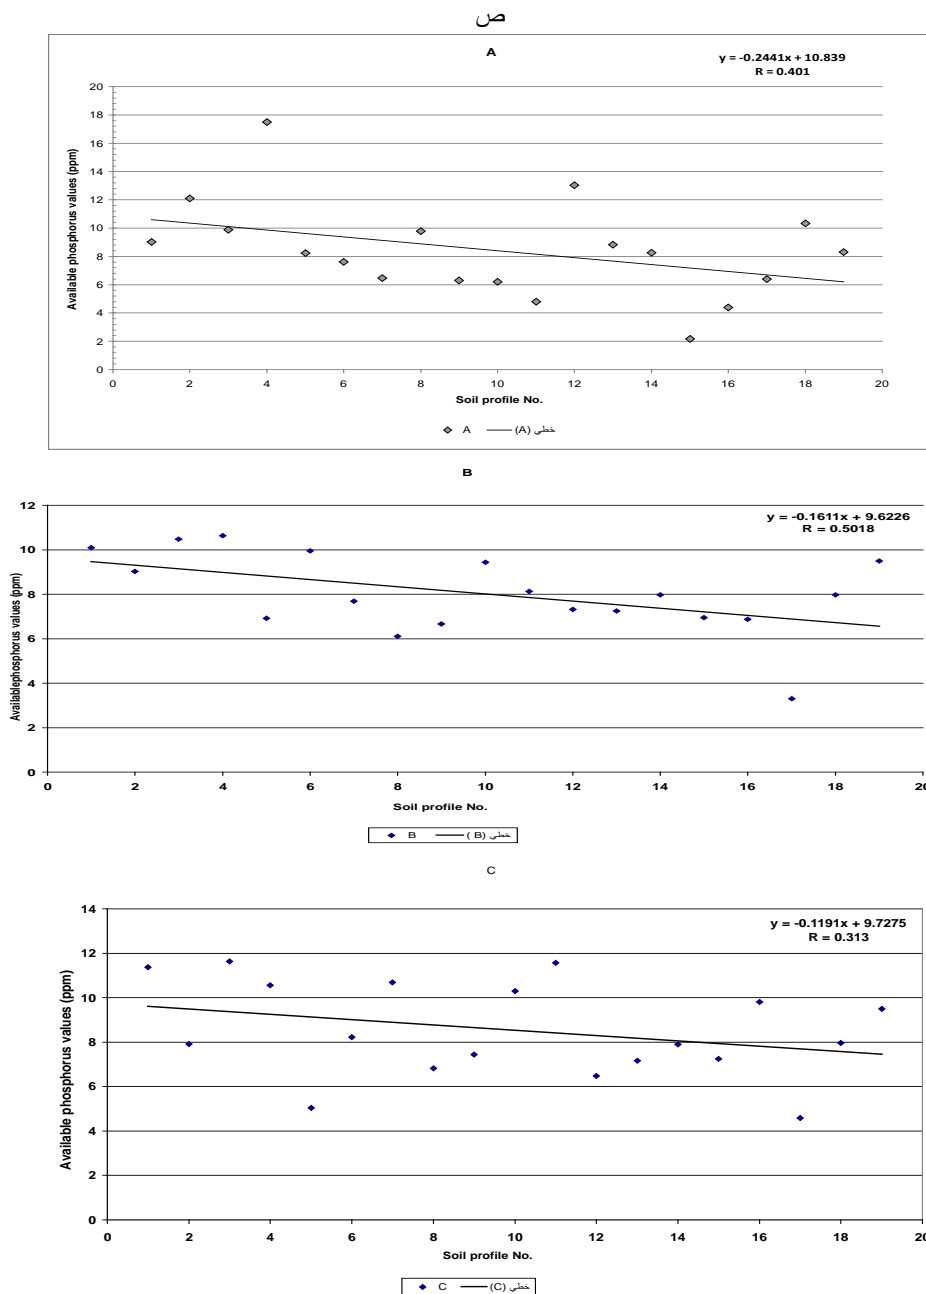 ص
A
y = -0.2441x + 10.839
R = 0.401
20
18
16
14
12
10
8
6
4
2
0
Available phosphorus values (ppm)
0 2 4 6 8 10 12 14 16 18 20
Soil profile No.
A خطي (A)
B
y = -0.1611x + 9.6226
R = 0.5018
12
10
8
6
4
2
0
Availablephosphorus values (ppm)
0 2 4 6 8 10 12 14 16 18 20
Soil profile No.
B خطي (B )
C
y = -0.1191x + 9.7275
R = 0.313
14
12
10
8
6
4
2
0
Available phosphorus values (ppm)
0 2 4 6 8 10 12 14 16 18 20
Soil profile No.
C خطي (C)